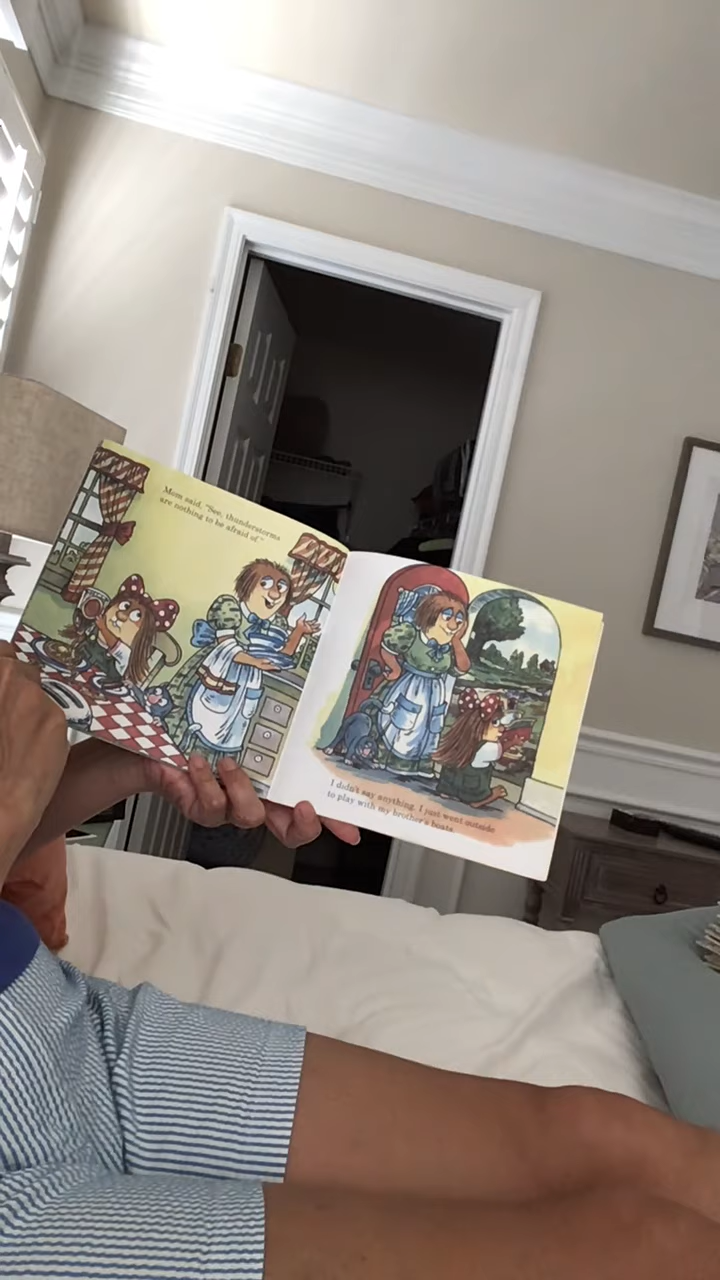 Mom said, "See, thunderstorms
are nothing to be afraid of."
I didn't say anything. I just went outside
to play with my brother's boats.